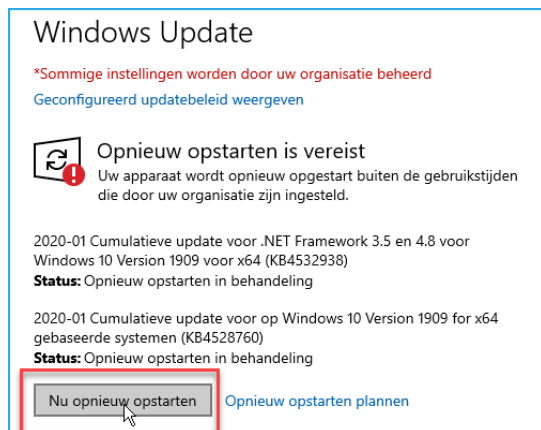 Windows Update
*Sommige instellingen worden door uw organisatie beheerd
Geconfigureerd updatebeleid weergeven
Opnieuw opstarten is vereist
Uw apparaat wordt opnieuw opgestart buiten de gebruikstijden
die door uw organisatie zijn ingesteld.
2020-01 Cumulatieve update voor .NET Framework 3.5 en 4.8 voor
Windows 10 Version 1909 voor x64 (KB4532938)
Status: Opnieuw opstarten in behandeling
2020-01 Cumulatieve update voor op Windows 10 Version 1909 for x64
gebaseerde systemen (KB4528760)
Status: Opnieuw opstarten in behandeling
Nu opnieuw opstarten Opnieuw opstarten plannen